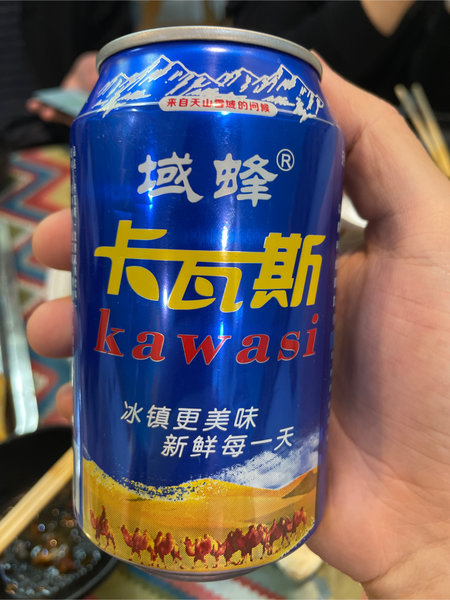 来自天山雪域的问候
域蜂®
卡瓦斯
kawasi
冰镇更美味
新鲜每一天